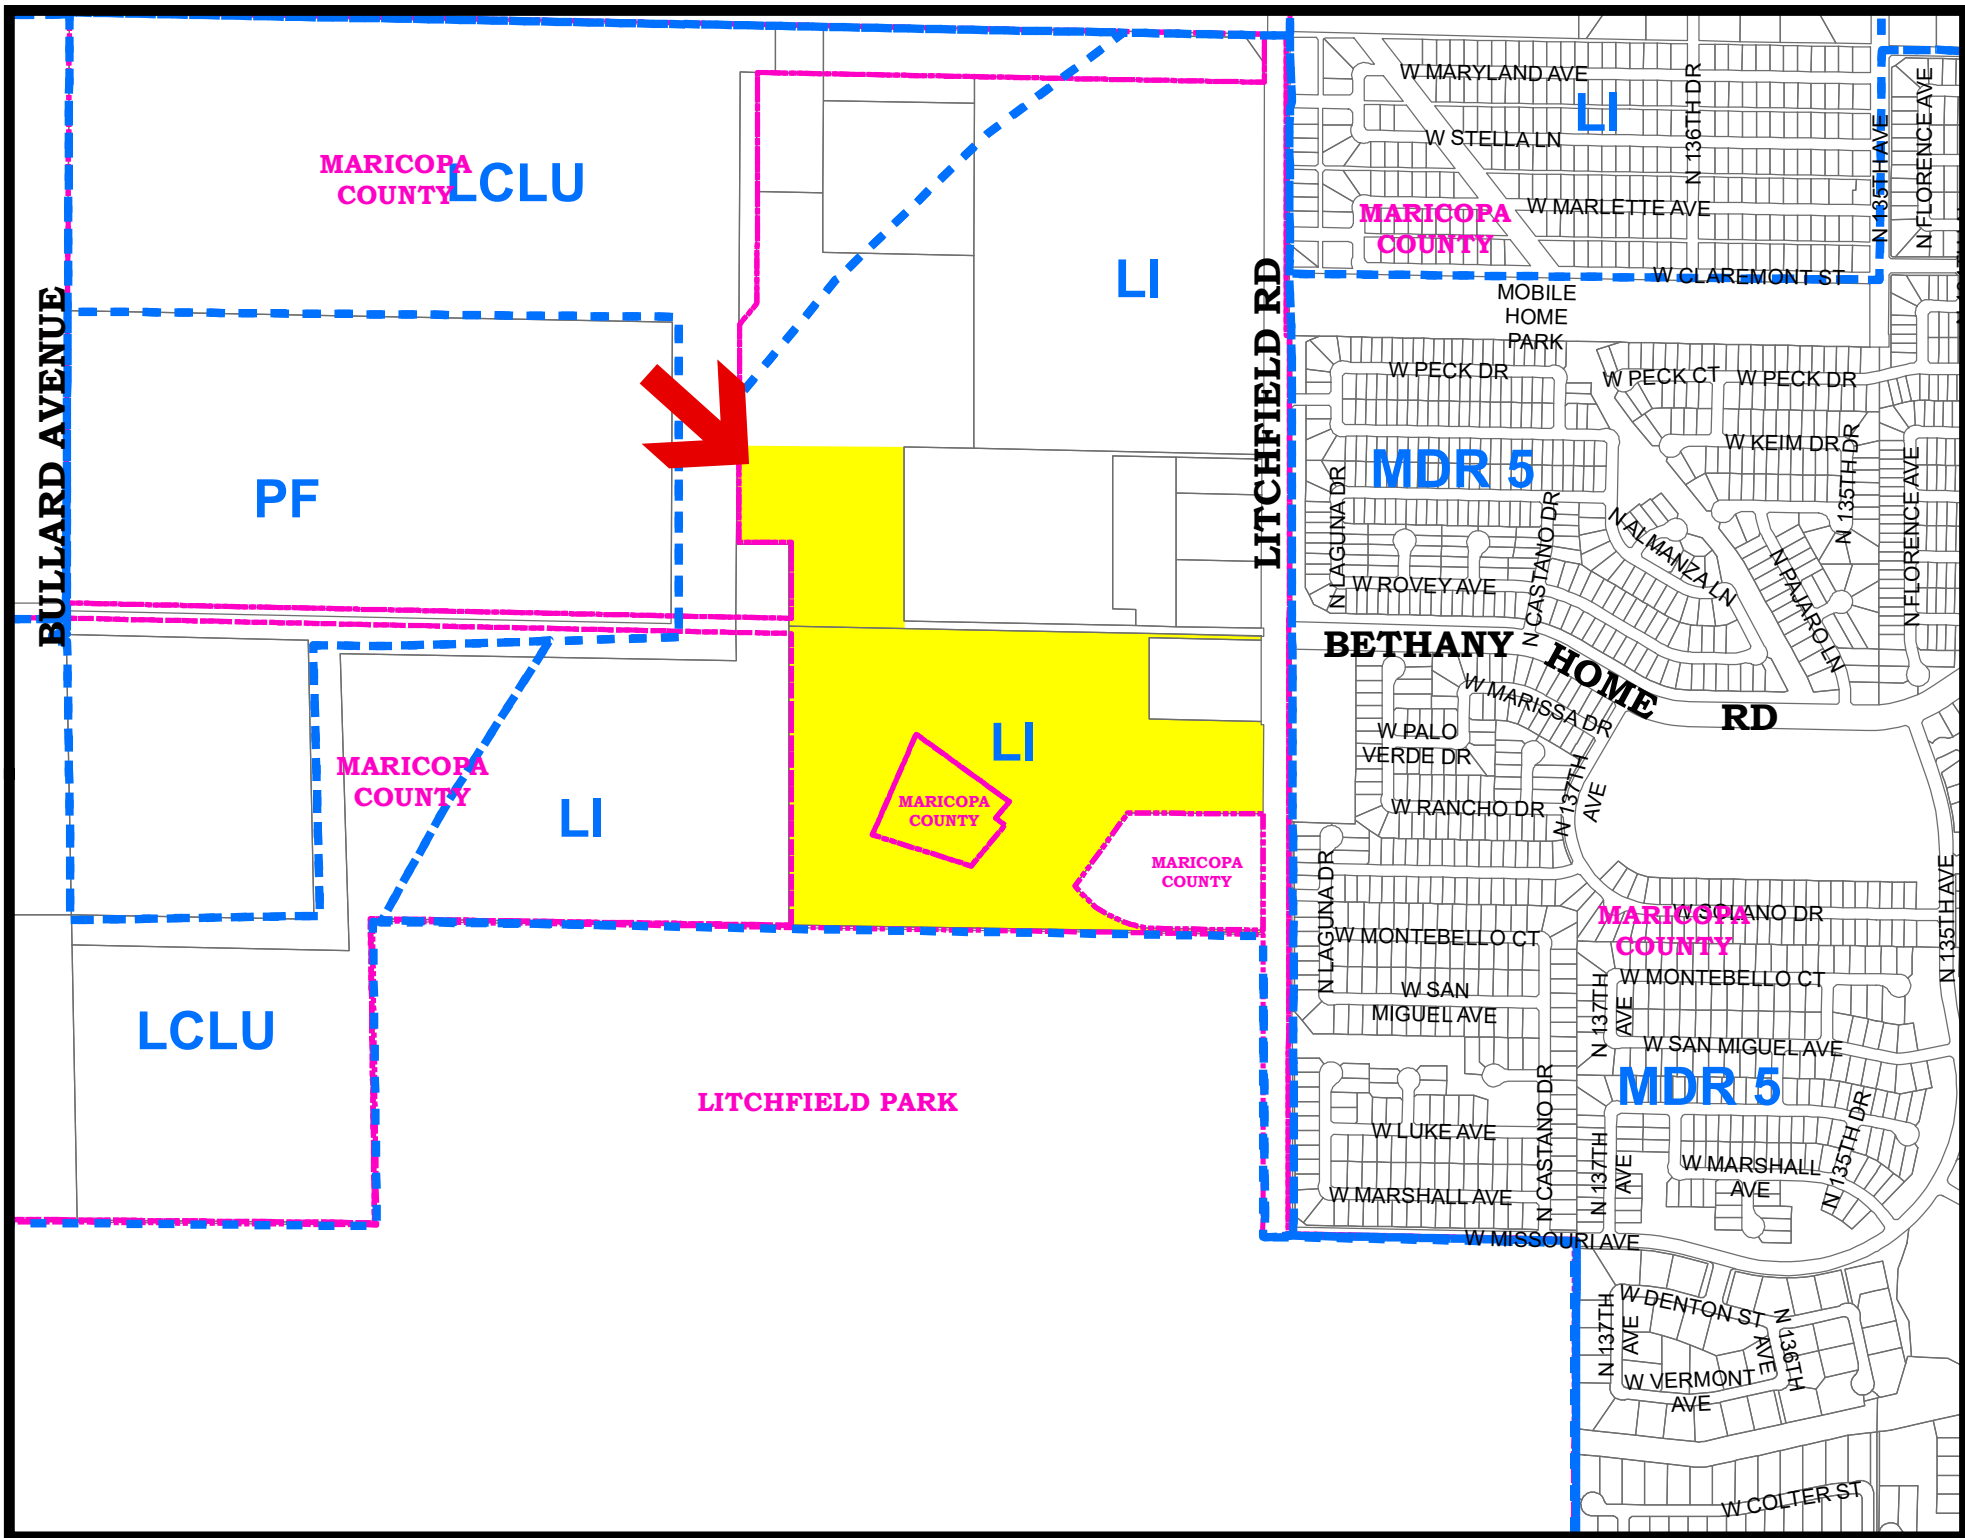 W MARYLAND AVE
LI
N 136TH DR
N 135TH AVE
N FLORENCE AVE
W STELLA LN
MARICOPA
COUNTY
LCLU
W MARLETTE AVE
MARICOPA
COUNTY
LI
W CLAREMONT ST
MOBILE
HOME
PARK
BULLARD AVENUE
LITCHFIELD RD
W PECK DR
W PECK CT
W PECK DR
W KEIM DR
N 135TH DR
N FLORENCE AVE
MDR 5
PF
N LAGUNA DR
N CASTANO DR
N ALMANZA LN
N PAJARO LN
W ROVEY AVE
BETHANY
HOME
RD
W MARISSA DR
W PALO
VERDE DR
LI
MARICOPA
COUNTY
LI
MARICOPA
COUNTY
W RANCHO DR
N 137TH
AVE
MARICOPA
COUNTY
N LAGUNA DR
N 135TH AVE
W SOLANO DR
MARICOPA
COUNTY
W MONTEBELLO CT
W MONTEBELLO CT
W SAN
MIGUEL AVE
N 137TH
AVE
LCLU
W SAN MIGUEL AVE
MDR 5
LITCHFIELD PARK
N CASTANO DR
W LUKE AVE
N 137TH
AVE
W MARSHALL
AVE
N 135TH DR
W MARSHALL AVE
W MISSOURI AVE
W DENTON ST
N 137TH
AVE
N 136TH
AVE
W VERMONT
AVE
W COLTER ST